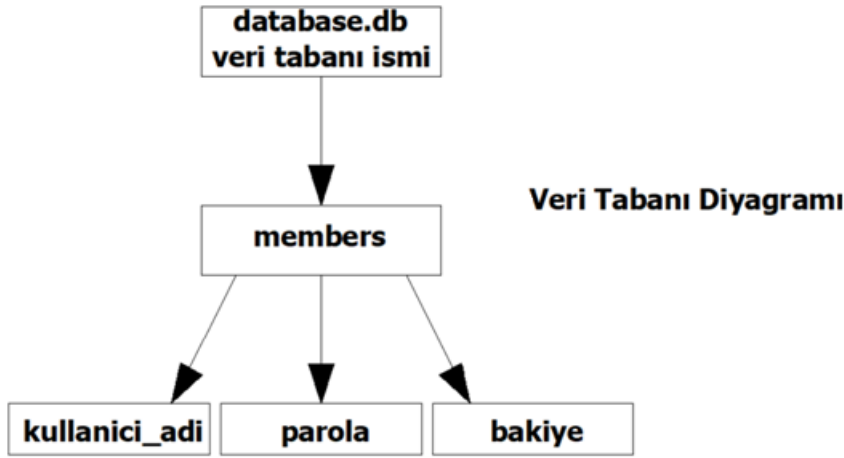 database.db
veri tabanı ismi
Veri Tabanı Diyagramı
members
kullanici_adi
parola
bakiye